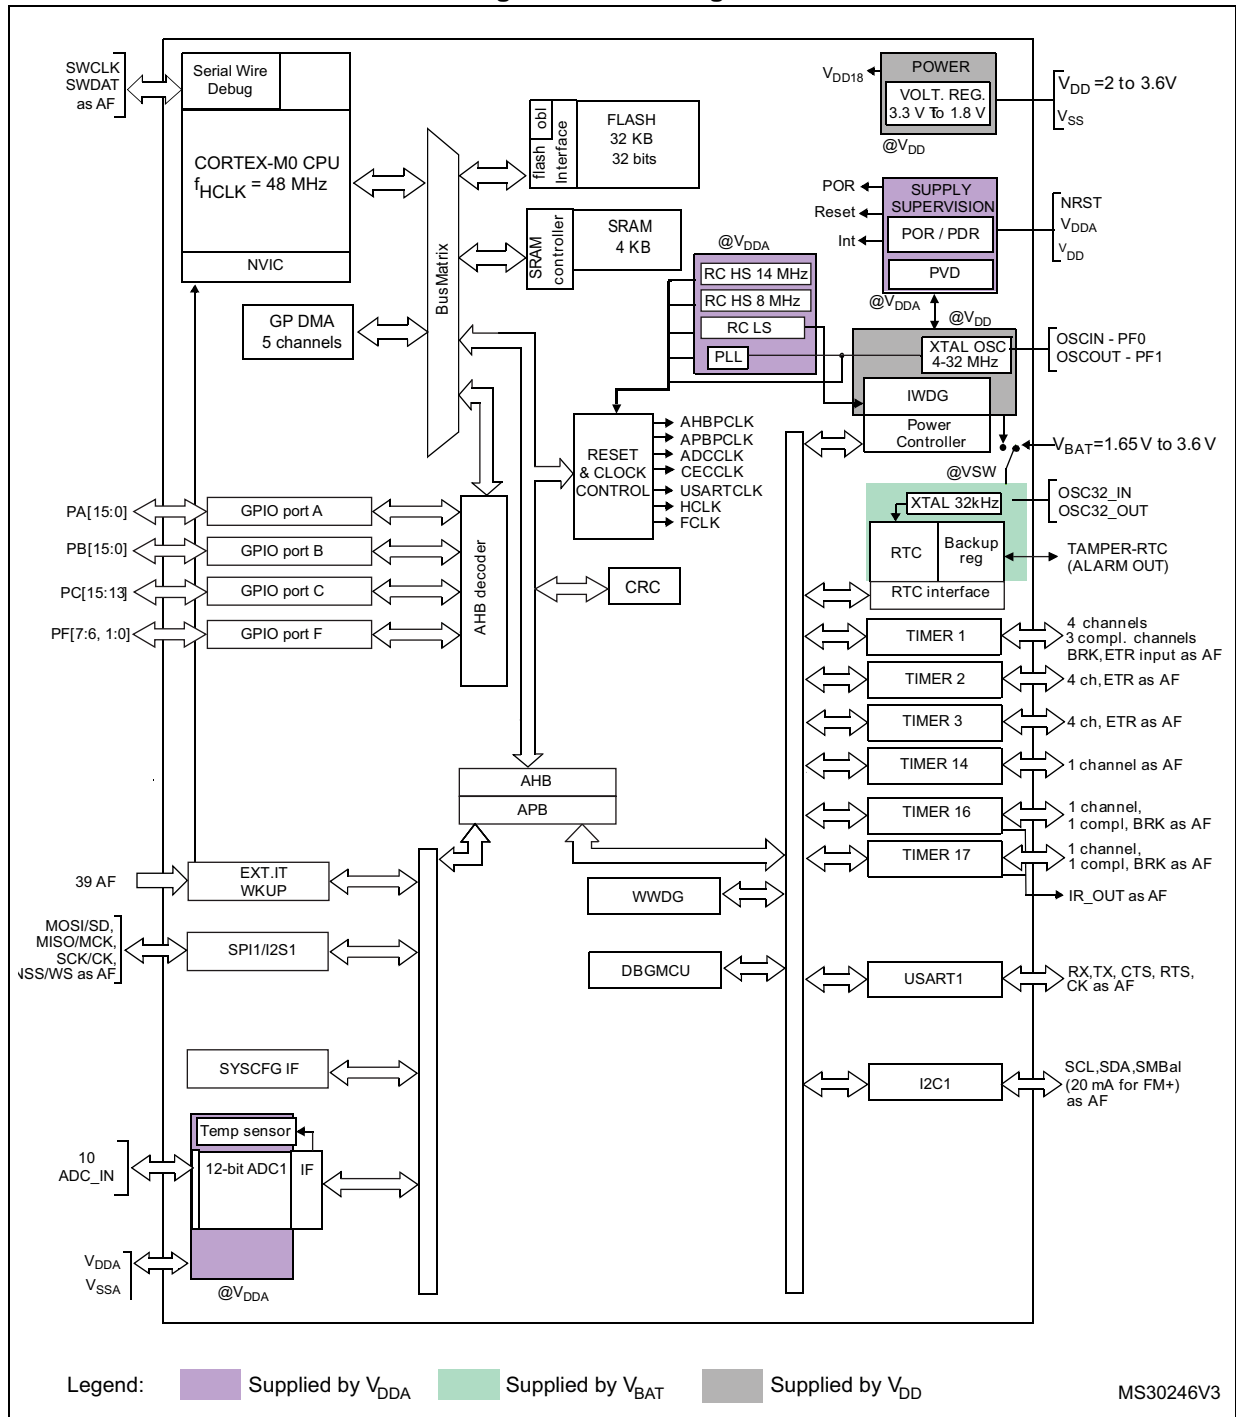 SWCLK
SWDAT
as AF
Serial Wire
Debug
CORTEX-M0 CPU
fHCLK = 48 MHz
NVIC
GP DMA
5 channels
BusMatrix
flash
obl
Interface
FLASH
32 KB
32 bits
SRAM
controller
SRAM
4 KB
VDD18
POWER
VOLT. REG.
3.3 V To 1.8 V
@VDD
VDD =2 to 3.6V
VSS
POR
Reset
Int
SUPPLY
SUPERVISION
POR / PDR
PVD
@VDDA
NRST
VDDA
VDD
@VDDA
RC HS 14 MHz
RC HS 8 MHz
RC LS
PLL
@VDD
XTAL OSC
4-32 MHz
IWDG
Power
Controller
OSCIN - PF0
OSCOUT - PF1
VBAT=1.65 V to 3.6 V
@VSW
RESET
& CLOCK
CONTROL
AHBPCLK
APBPCLK
ADCCLK
CECCLK
USARTCLK
HCLK
FCLK
XTAL 32kHz
RTC
Backup
reg
RTC interface
OSC32_IN
OSC32_OUT
TAMPER-RTC
(ALARM OUT)
PA[15:0]
GPIO port A
PB[15:0]
GPIO port B
PC[15:13]
GPIO port C
PF[7:6, 1:0]
GPIO port F
AHB decoder
CRC
TIMER 1
4 channels
3 compl. channels
BRK,ETR input as AF
TIMER 2
4 ch,ETR as AF
TIMER 3
4 ch, ETR as AF
TIMER 14
1 channel as AF
TIMER 16
1 channel,
1 compl, BRK as AF
TIMER 17
1 channel,
1 compl, BRK as AF
IR_OUT as AF
AHB
APB
39 AF
EXT.IT
WKUP
MOSI/SD,
MISO/MCK,
SCK/CK,
NSS/WS as AF
SPI1/I2S1
WWDG
DBGMCU
USART1
RX,TX, CTS, RTS,
CK as AF
SYSCFG IF
I2C1
SCL,SDA,SMBal
(20 mA for FM+)
as AF
Temp sensor
10
ADC_IN
12-bit ADC1
IF
VDDA
VSSA
@VDDA
Legend:
Supplied by VDDA
Supplied by VBAT
Supplied by VDD
MS30246V3